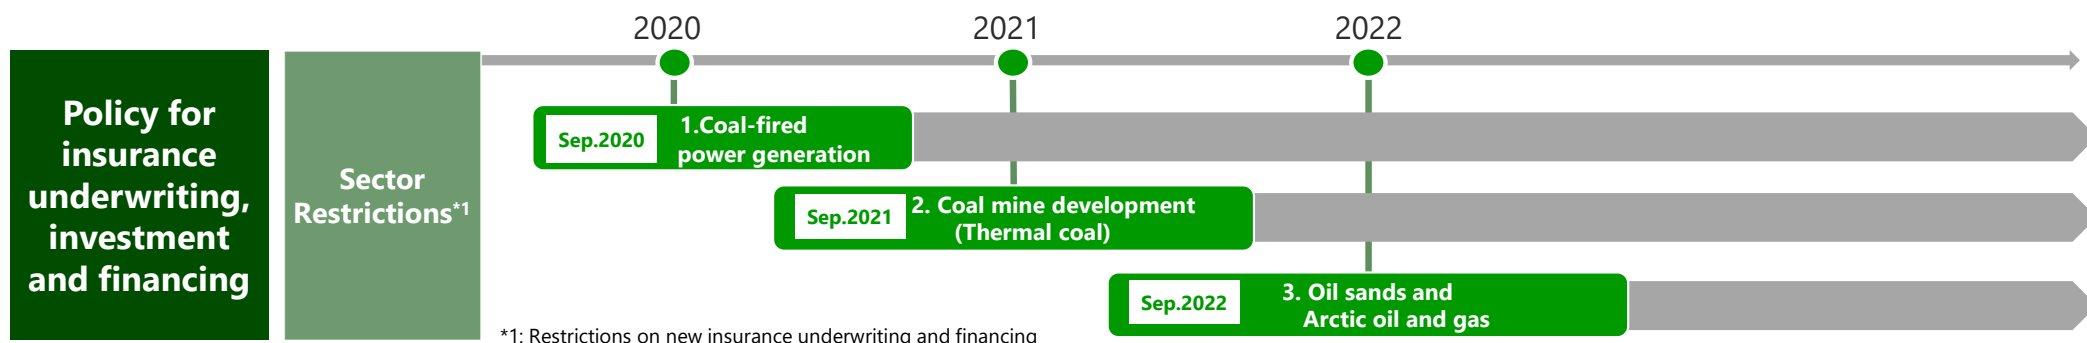 2020
2021
2022
Policy for
insurance
underwriting,
investment
and financing
Sector
Restrictions*1
Sep.2020
1.Coal-fired
power generation
Sep.2021
2. Coal mine development
(Thermal coal)
Sep.2022
3. Oil sands and
Arctic oil and gas
*1: Restrictions on new insurance underwriting and financing